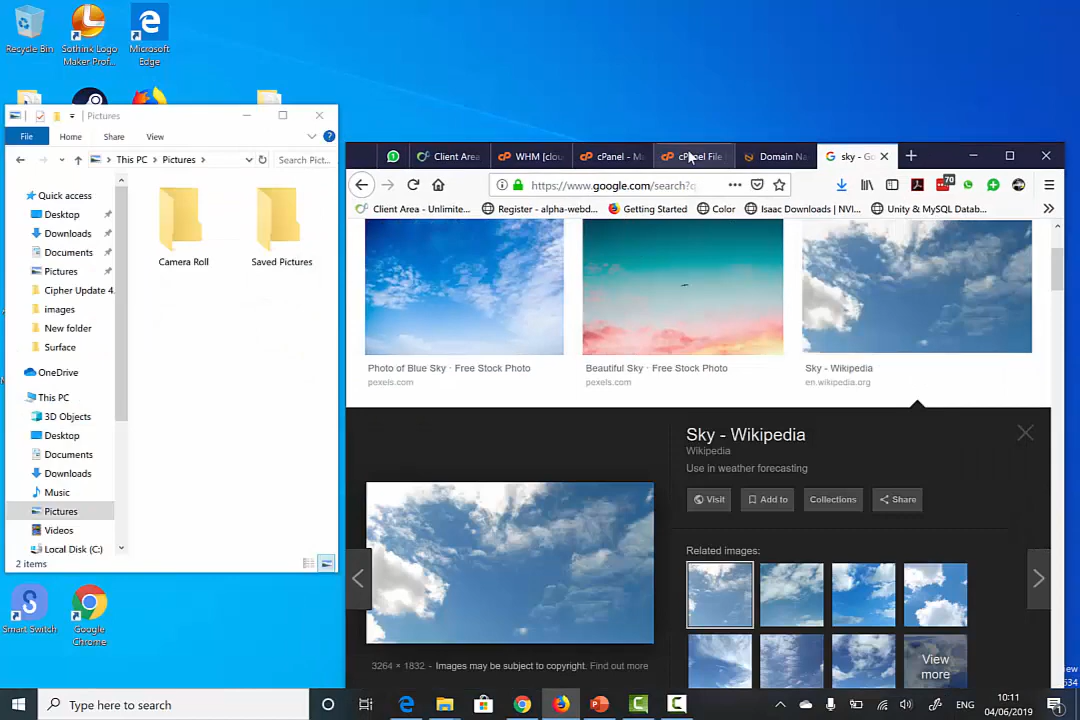 Recycle Bin
Sothink Logo
Maker Prof...
Microsoft
Edge
Pictures
File
Home
Share
View
This PC
Pictures
Search Pict...
Quick access
Desktop
Downloads
Documents
Pictures
Cipher Update 4.
images
New folder
Surface
OneDrive
This PC
3D Objects
Desktop
Documents
Downloads
Music
Pictures
Videos
Local Disk (C:)
Camera Roll
Saved Pictures
2 items
Smart Switch
Google
Chrome
Client Area
WHM [clou
cPanel - M
cPanel File
Domain Na
sky - Go
https://www.google.com/search?q
70
Client Area - Unlimite...
Register - alpha-webd...
Getting Started
Color
Isaac Downloads | NVI...
Unity & MySQL Datab...
Photo of Blue Sky · Free Stock Photo
pexels.com
Beautiful Sky · Free Stock Photo
pexels.com
Sky - Wikipedia
en.wikipedia.org
Sky - Wikipedia
Wikipedia
Use in weather forecasting
Visit
Add to
Collections
Share
Related images:
View
more
3264 × 1832 - Images may be subject to copyright. Find out more
Type here to search
ENG
10:11
04/06/2019